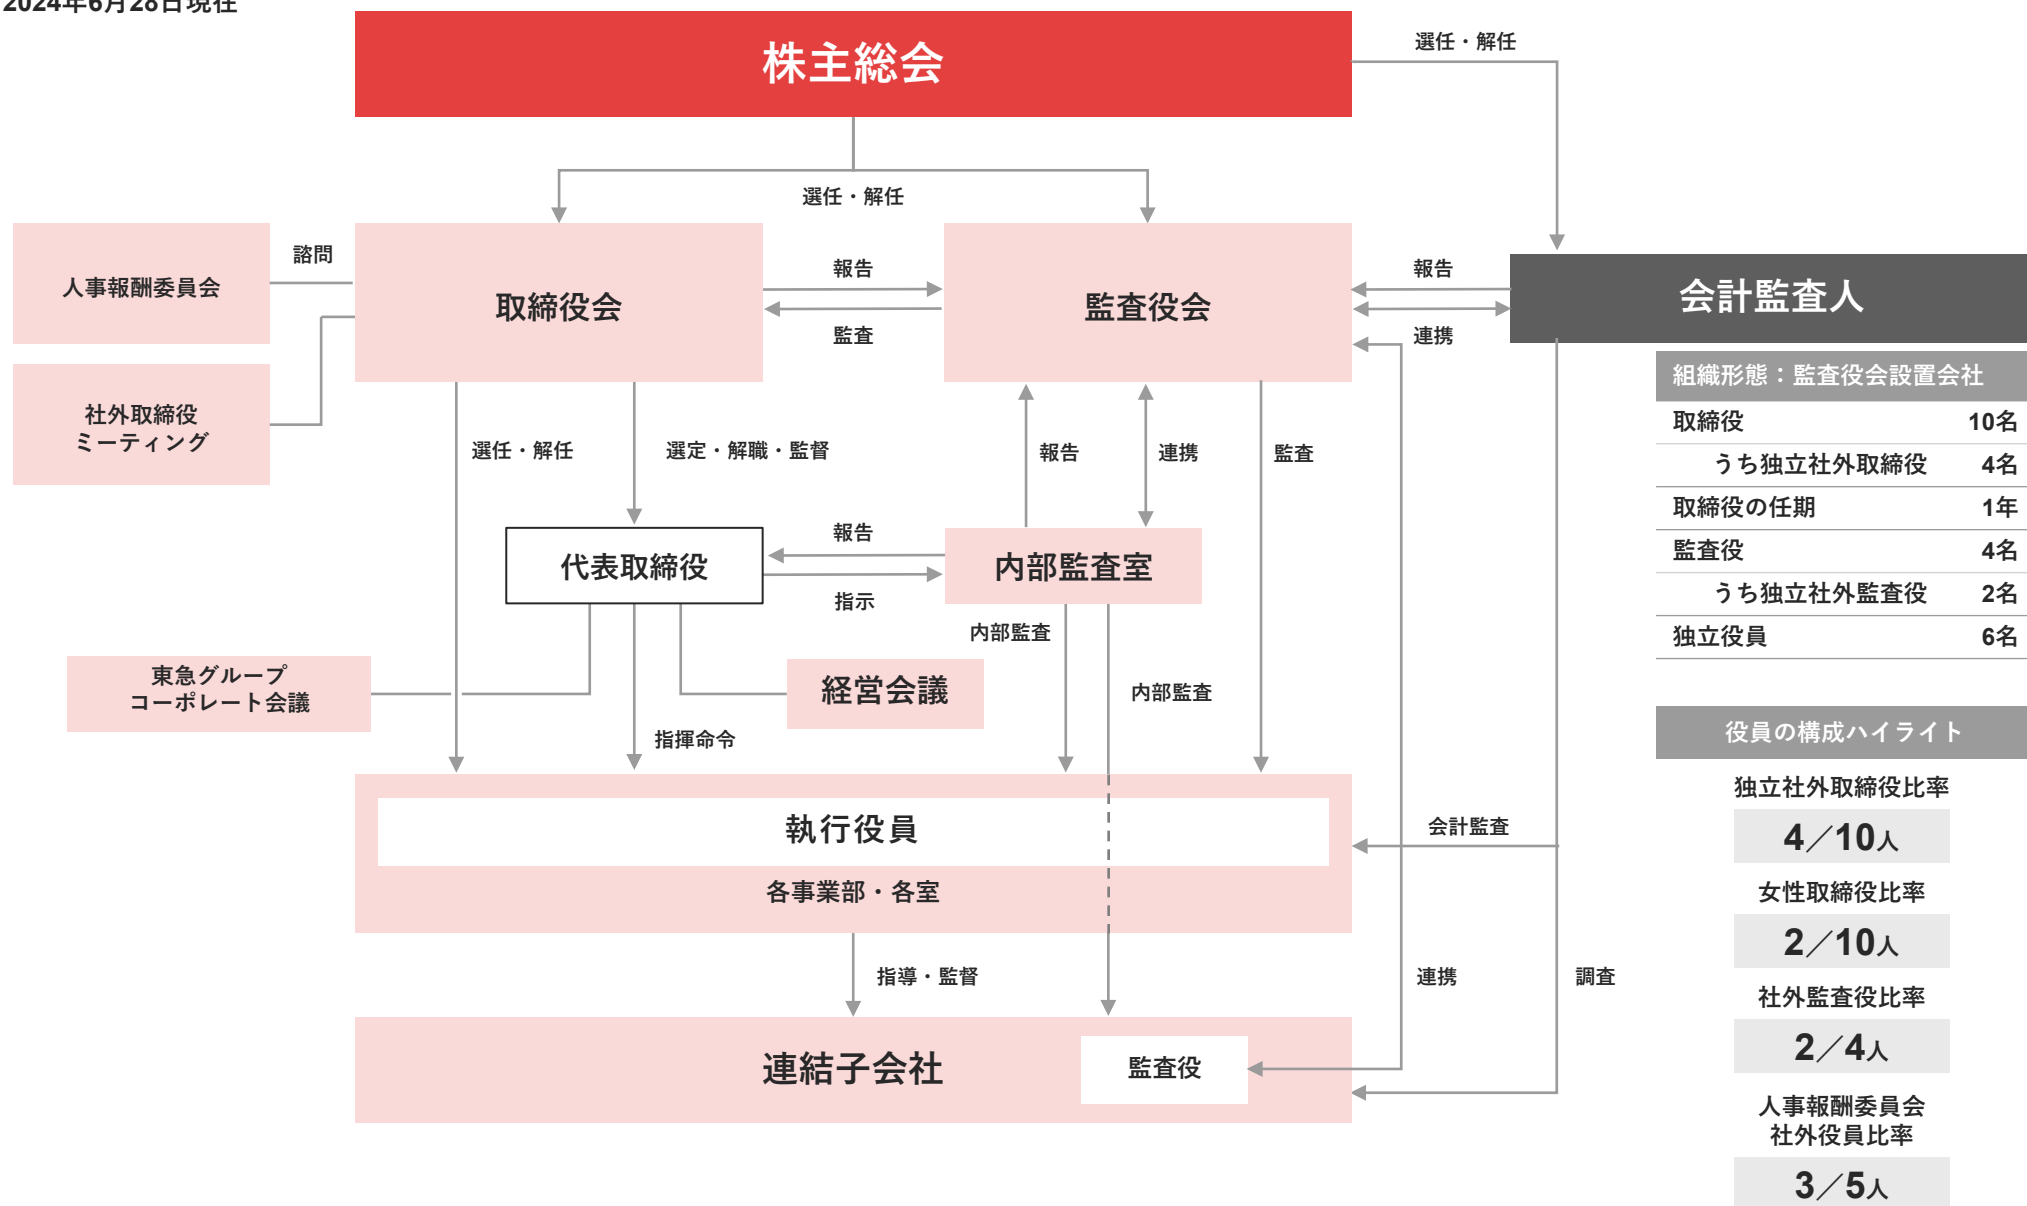 2024年6月28日現在
株主総会
選任・解任
選任・解任
人事報酬委員会
諮問
取締役会
報告
監査
監査役会
報告
連携
会計監査人
社外取締役
ミーティング
選任・解任
選定・解職・監督
報告
連携
監査
代表取締役
報告
指示
内部監査室
内部監査
内部監査
東急グループ
コーポレート会議
経営会議
指揮命令
執行役員
各事業部・各室
会計監査
指導・監督
連携
調査
連結子会社
監査役
組織形態：監査役会設置会社
取締役 10名
うち独立社外取締役 4名
取締役の任期 1年
監査役 4名
うち独立社外監査役 2名
独立役員 6名
役員の構成ハイライト
独立社外取締役比率
4／10人
女性取締役比率
2／10人
社外監査役比率
2／4人
人事報酬委員会
社外役員比率
3／5人